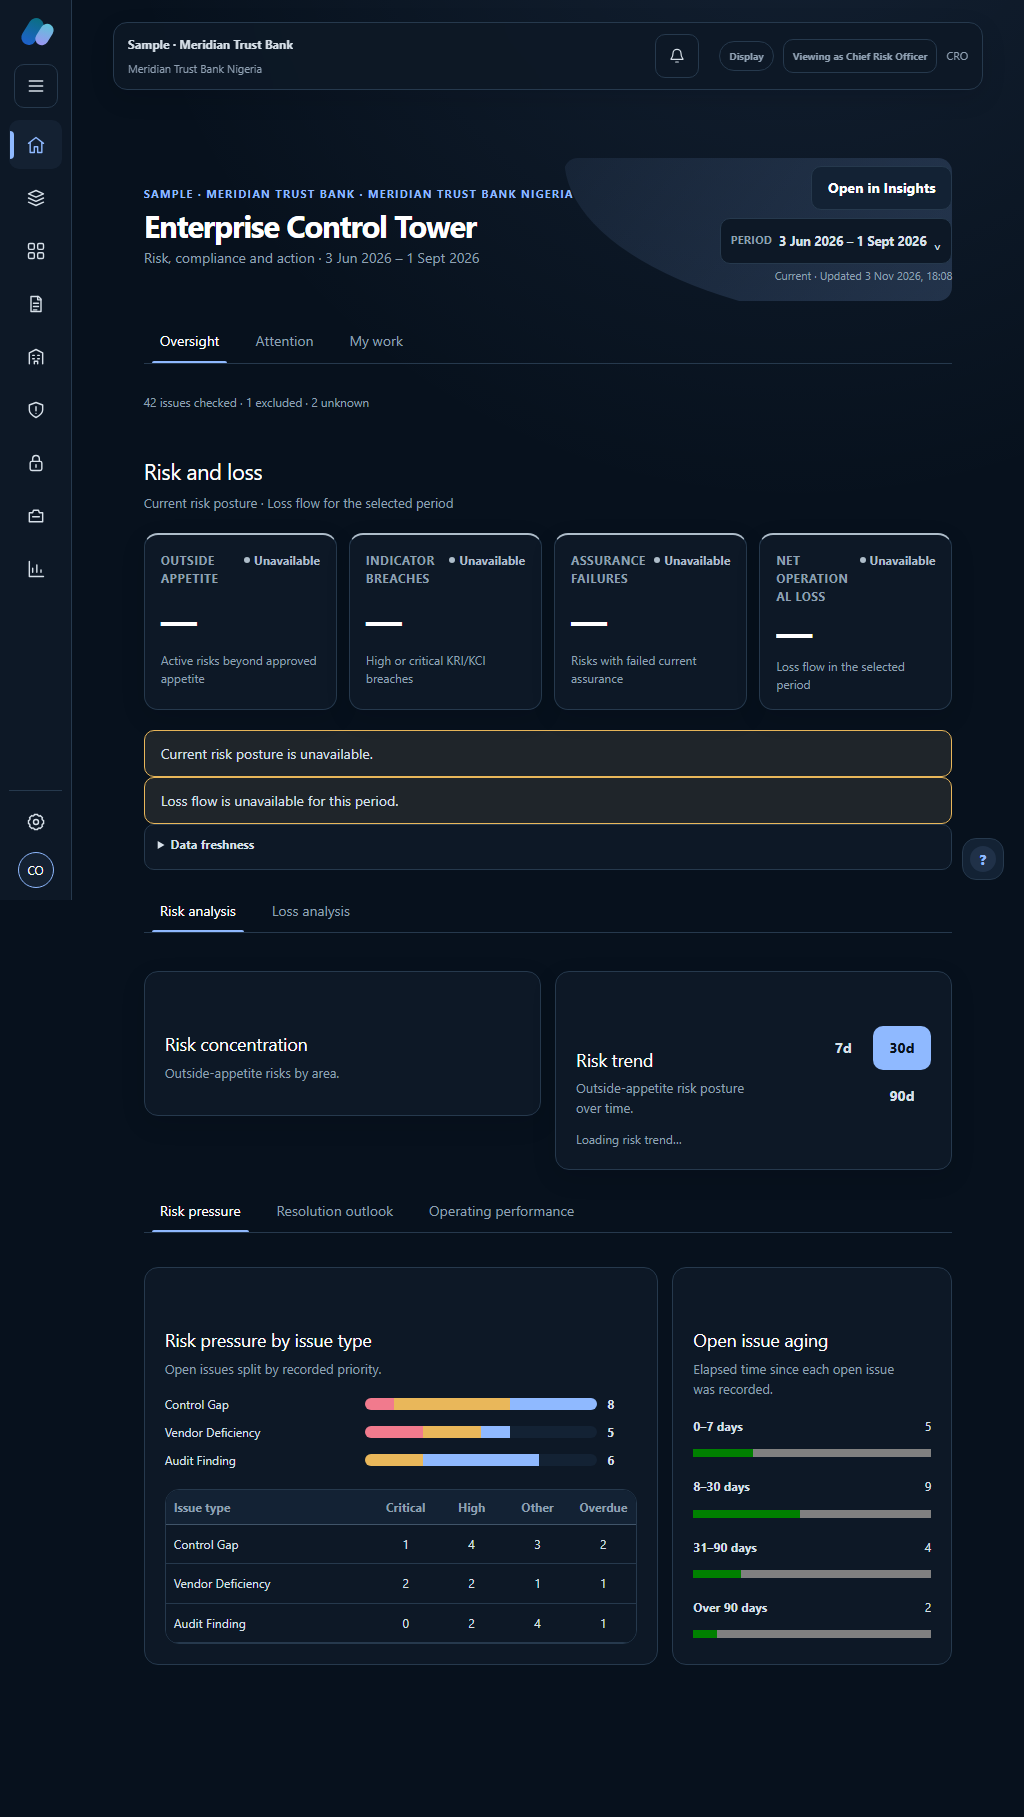 Sample · Meridian Trust Bank
Meridian Trust Bank Nigeria
Display
Viewing as Chief Risk Officer
CRO
SAMPLE · MERIDIAN TRUST BANK · MERIDIAN TRUST BANK NIGERIA
Enterprise Control Tower
Risk, compliance and action · 3 Jun 2026 – 1 Sept 2026
Open in Insights
PERIOD 3 Jun 2026 – 1 Sept 2026
Current · Updated 3 Nov 2026, 18:08
Oversight Attention My work
42 issues checked · 1 excluded · 2 unknown
Risk and loss
Current risk posture · Loss flow for the selected period
OUTSIDE
APPETITE
Unavailable
—
Active risks beyond approved
appetite
INDICATOR
BREACHES
Unavailable
—
High or critical KRI/KCI
breaches
ASSURANCE
FAILURES
Unavailable
—
Risks with failed current
assurance
NET
OPERATION
AL LOSS
Unavailable
—
Loss flow in the selected
period
Current risk posture is unavailable.
Loss flow is unavailable for this period.
Data freshness
?
CO
Risk analysis Loss analysis
Risk concentration
Outside-appetite risks by area.
Risk trend
Outside-appetite risk posture
over time.
7d 30d
90d
Loading risk trend...
Risk pressure Resolution outlook Operating performance
Risk pressure by issue type
Open issues split by recorded priority.
Control Gap 8
Vendor Deficiency 5
Audit Finding 6
Issue type Critical High Other Overdue
Control Gap 1 4 3 2
Vendor Deficiency 2 2 1 1
Audit Finding 0 2 4 1
Open issue aging
Elapsed time since each open issue
was recorded.
0–7 days 5
8–30 days 9
31–90 days 4
Over 90 days 2